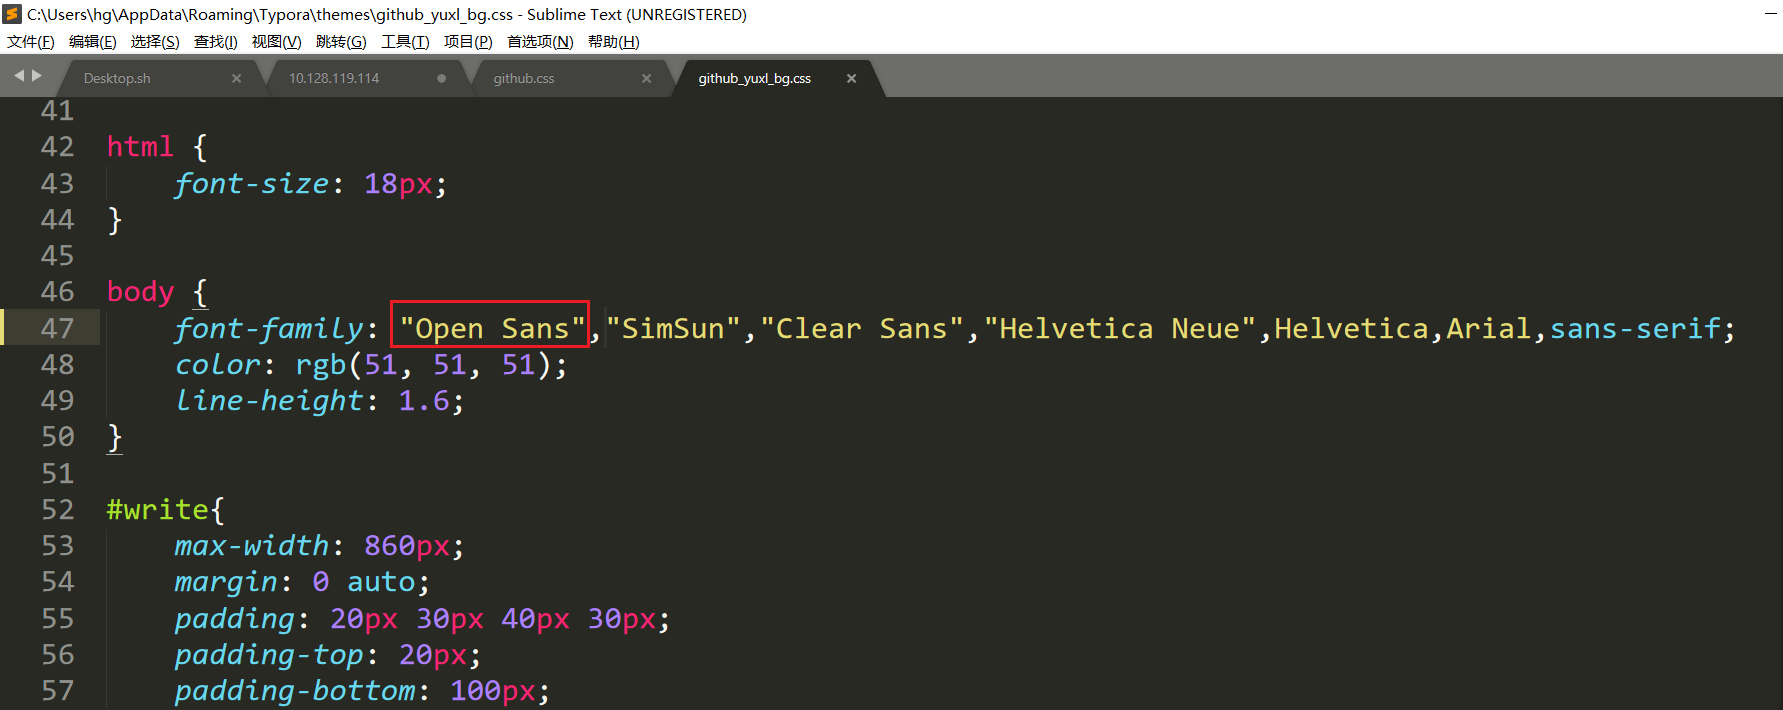 C:\Users\hg\AppData\Roaming\Typora\themes\github_yuxl_bg.css - Sublime Text (UNREGISTERED)
文件(F) 编辑(E) 选择(S) 查找(I) 视图(V) 跳转(G) 工具(T) 项目(P) 首选项(N) 帮助(H)
Desktop.sh 10.128.119.114 github.css github_yuxl_bg.css
41
42 html {
43 font-size: 18px;
44 }
45
46 body {
47 font-family: "Open Sans","SimSun","Clear Sans","Helvetica Neue",Helvetica,Arial,sans-serif;
48 color: rgb(51, 51, 51);
49 line-height: 1.6;
50 }
51
52 #write{
53 max-width: 860px;
54 margin: 0 auto;
55 padding: 20px 30px 40px 30px;
56 padding-top: 20px;
57 padding-bottom: 100px;